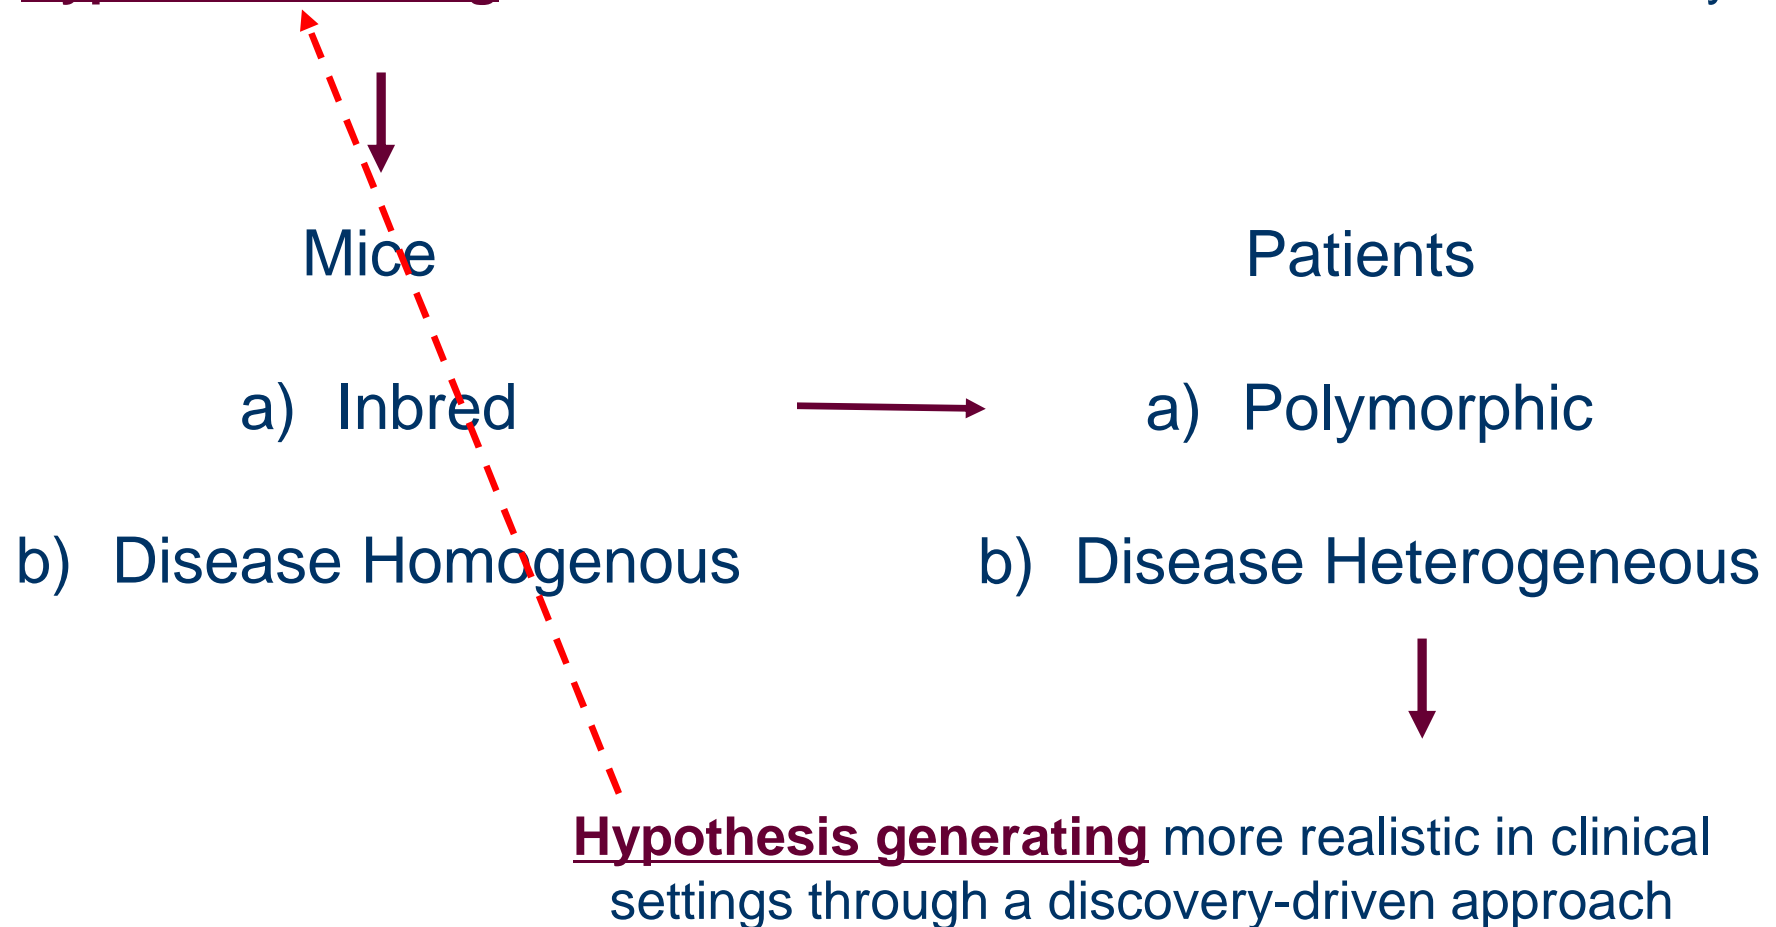 Mice
Patients
a) Inbred
a) Polymorphic
b) Disease Homogenous
b) Disease Heterogeneous
Hypothesis generating more realistic in clinical
settings through a discovery-driven approach